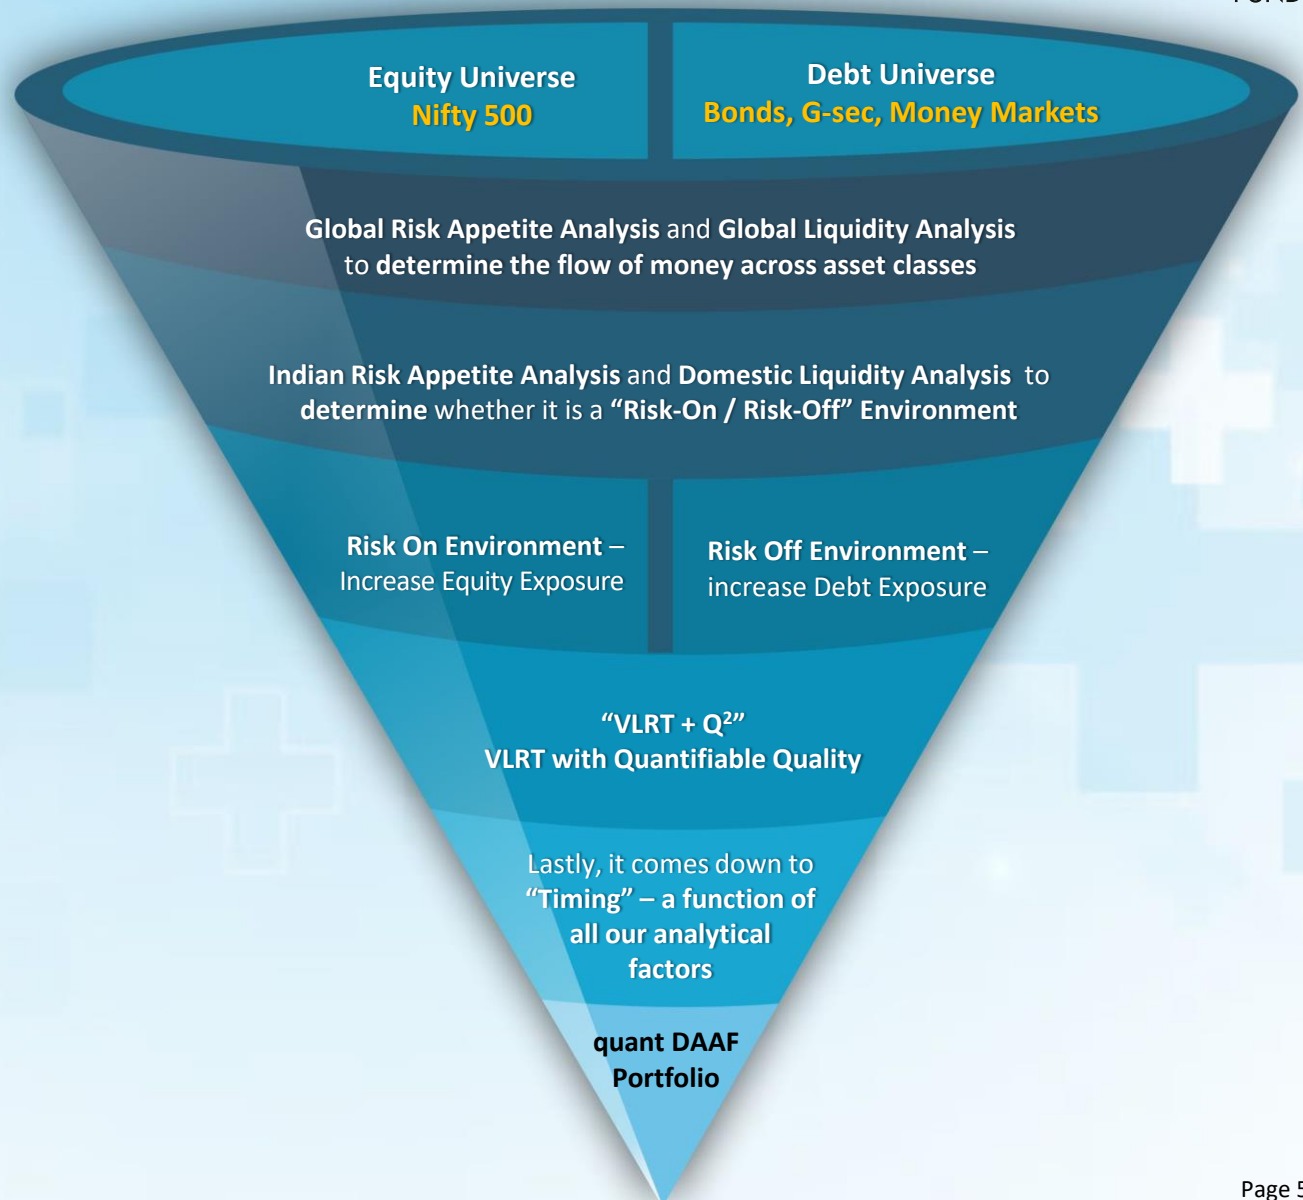 FUND
Equity Universe
Nifty 500
Debt Universe
Bonds, G-sec, Money Markets
Global Risk Appetite Analysis and Global Liquidity Analysis
to determine the flow of money across asset classes
Indian Risk Appetite Analysis and Domestic Liquidity Analysis to
determine whether it is a “Risk-On / Risk-Off” Environment
Risk On Environment –
Increase Equity Exposure
Risk Off Environment –
increase Debt Exposure
“VLRT + Q²”
VLRT with Quantifiable Quality
Lastly, it comes down to
“Timing” – a function of
all our analytical
factors
quant DAAF
Portfolio
Page 5